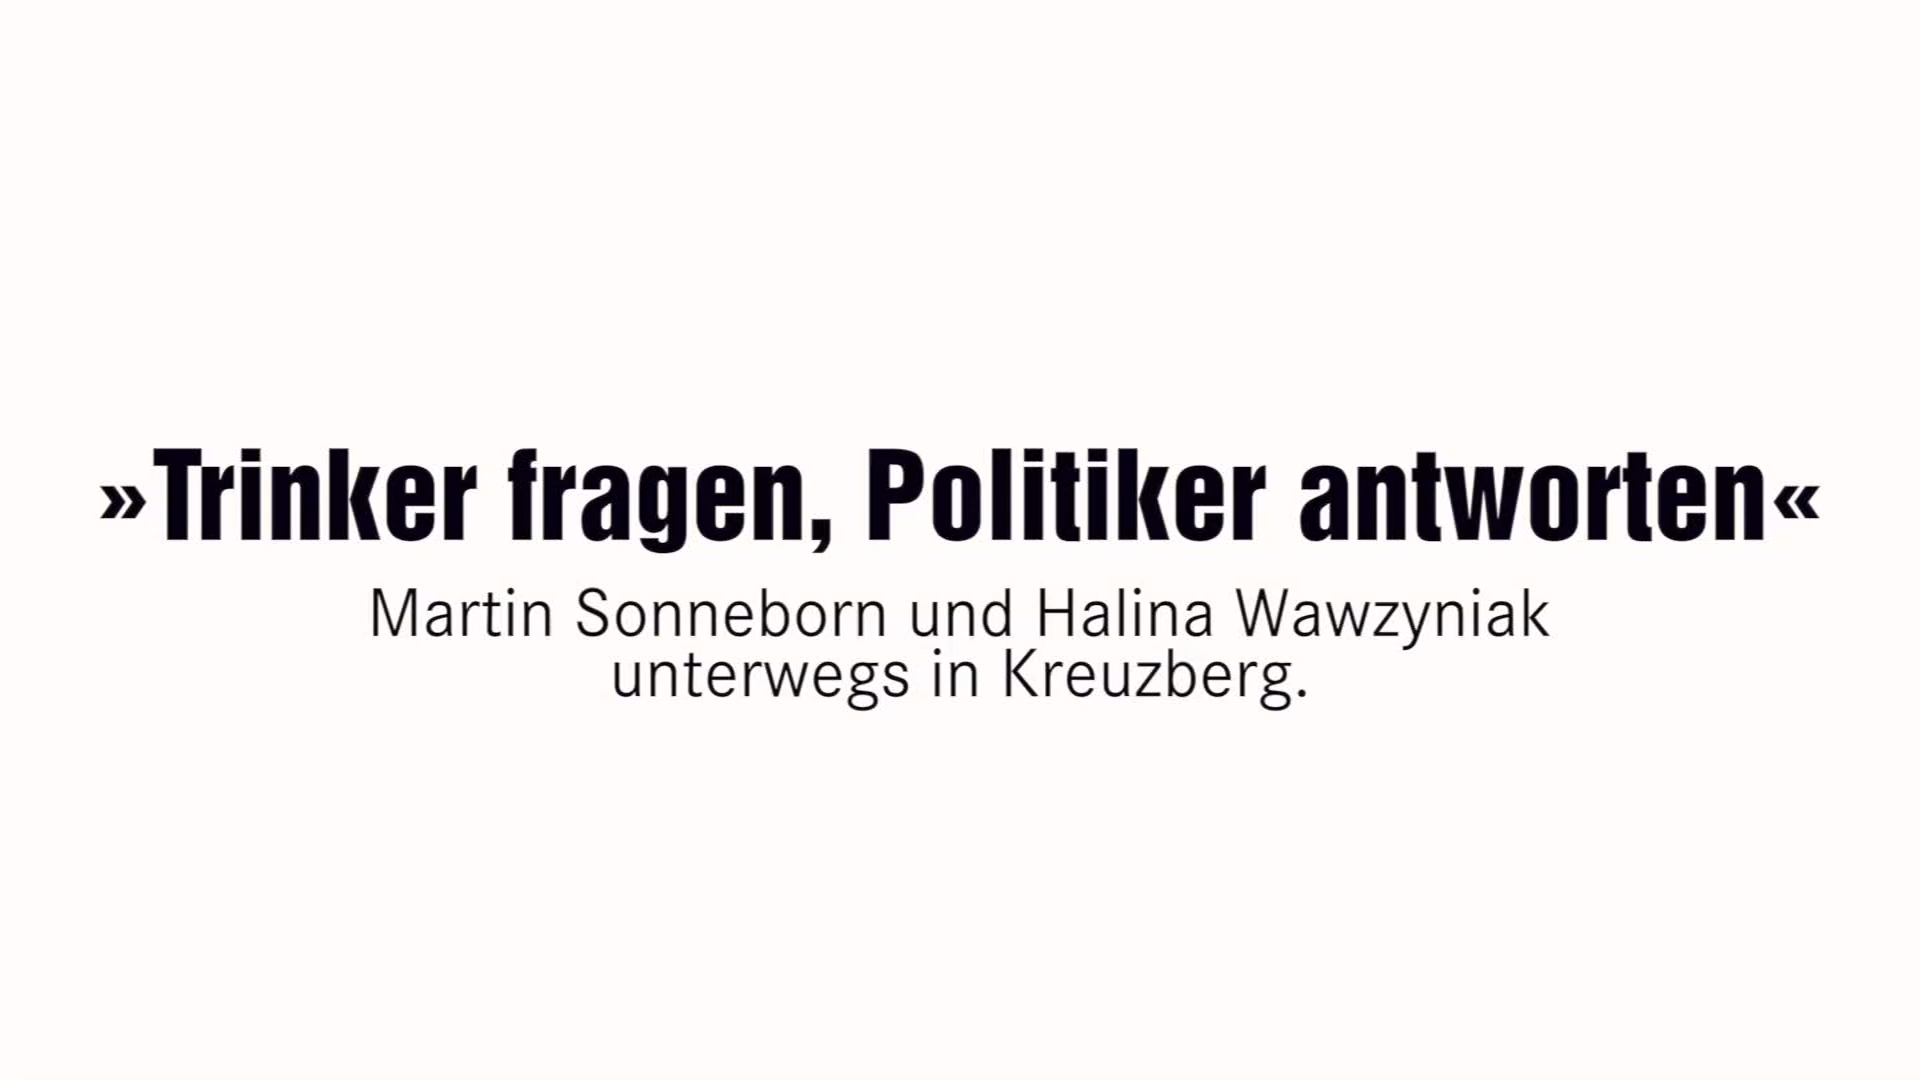 »Trinker fragen, Politiker antworten«
Martin Sonneborn und Halina Wawzyniak
unterwegs in Kreuzberg.